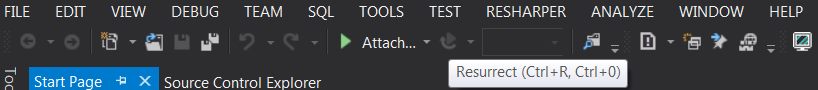 FILE EDIT VIEW DEBUG TEAM SQL TOOLS TEST RESHARPER ANALYZE WINDOW HELP
Attach...
Resurrect (Ctrl+R, Ctrl+0)
Too
Start Page Source Control Explorer